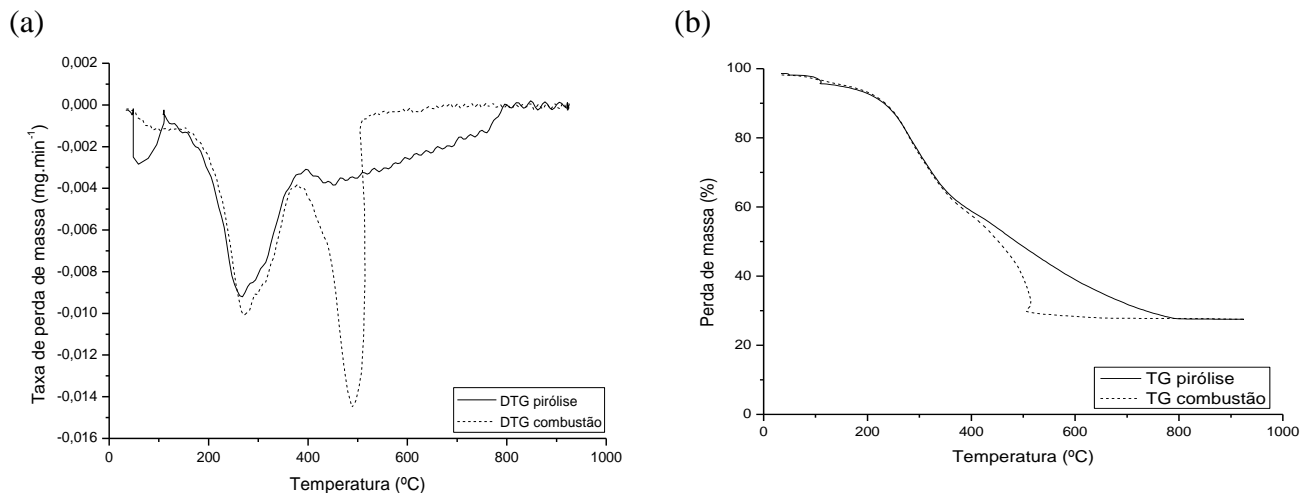 (a)
0,002
0,000
-0,002
-0,004
-0,006
-0,008
-0,010
-0,012
-0,014
-0,016
Taxa de perda de massa (mg.min⁻¹)
0 200 400 600 800 1000
Temperatura (ºC)
DTG pirólise
DTG combustão
(b)
100
80
60
40
20
0
Perda de massa (%)
0 200 400 600 800 1000
Temperatura (ºC)
TG pirólise
TG combustão